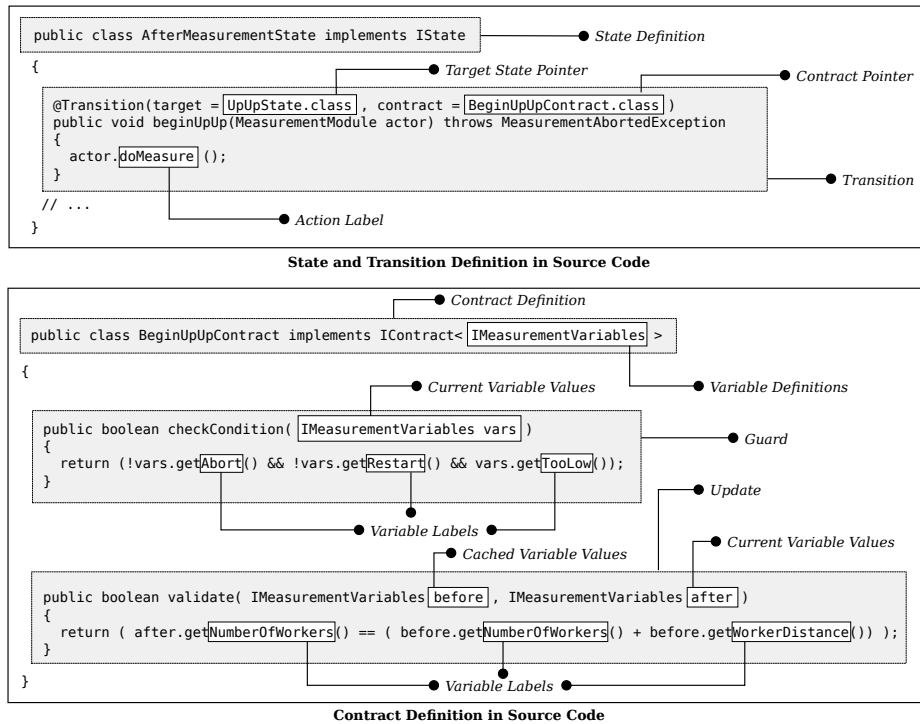 public class AfterMeasurementState implements IState
State Definition
{
Target State Pointer
Contract Pointer
@Transition(target = UpUpState.class , contract = BeginUpUpContract.class )
public void beginUpUp(MeasurementModule actor) throws MeasurementAbortedException
{
actor.doMeasure ();
}
Transition
// ...
Action Label
}
State and Transition Definition in Source Code
Contract Definition
public class BeginUpUpContract implements IContract< IMeasurementVariables >
{
Current Variable Values
Variable Definitions
public boolean checkCondition( IMeasurementVariables vars )
Guard
{
return (!vars.getAbort() && !vars.getRestart() && vars.getTooLow());
}
Update
Variable Labels
Cached Variable Values
Current Variable Values
public boolean validate( IMeasurementVariables before , IMeasurementVariables after )
{
return ( after.getNumberOfWorkers() == ( before.getNumberOfWorkers() + before.getWorkerDistance()) );
}
}
Variable Labels
Contract Definition in Source Code